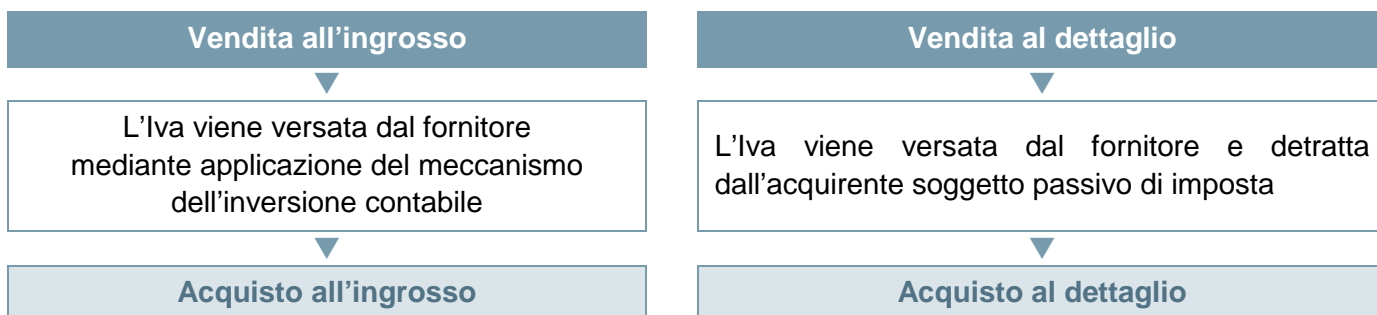 Vendita all’ingrosso
L’Iva viene versata dal fornitore
mediante applicazione del meccanismo
dell’inversione contabile
Acquisto all’ingrosso
Vendita al dettaglio
L’Iva viene versata dal fornitore e detratta
dall’acquirente soggetto passivo di imposta
Acquisto al dettaglio